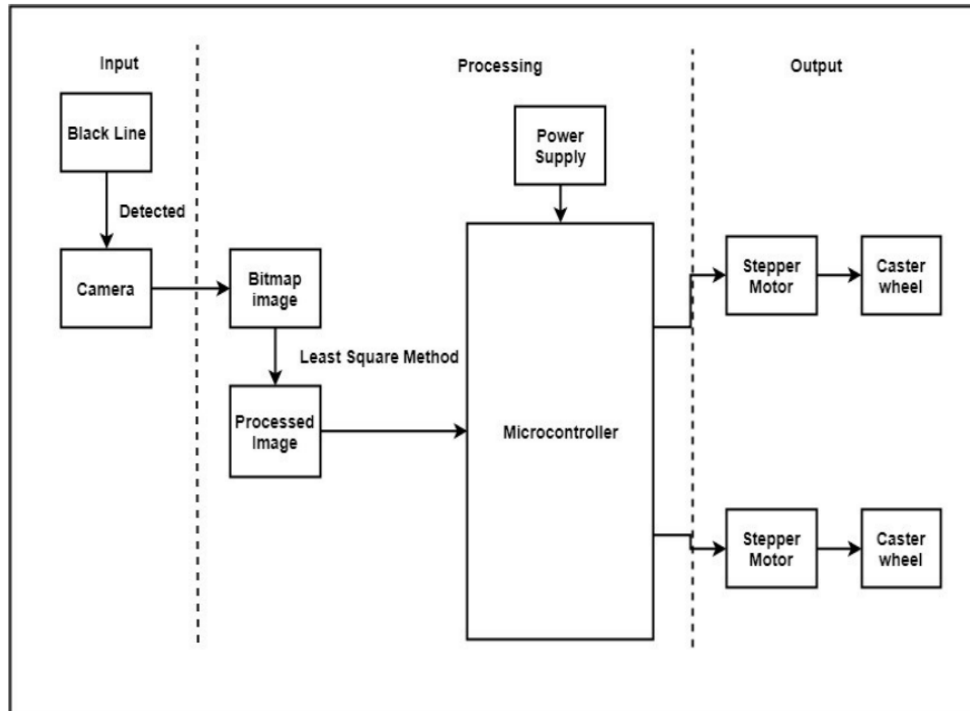 Input
Processing
Output
Black Line
Power
Supply
Detected
Camera
Bitmap
image
Stepper
Motor
Caster
wheel
Least Square Method
Processed
Image
Microcontroller
Stepper
Motor
Caster
wheel